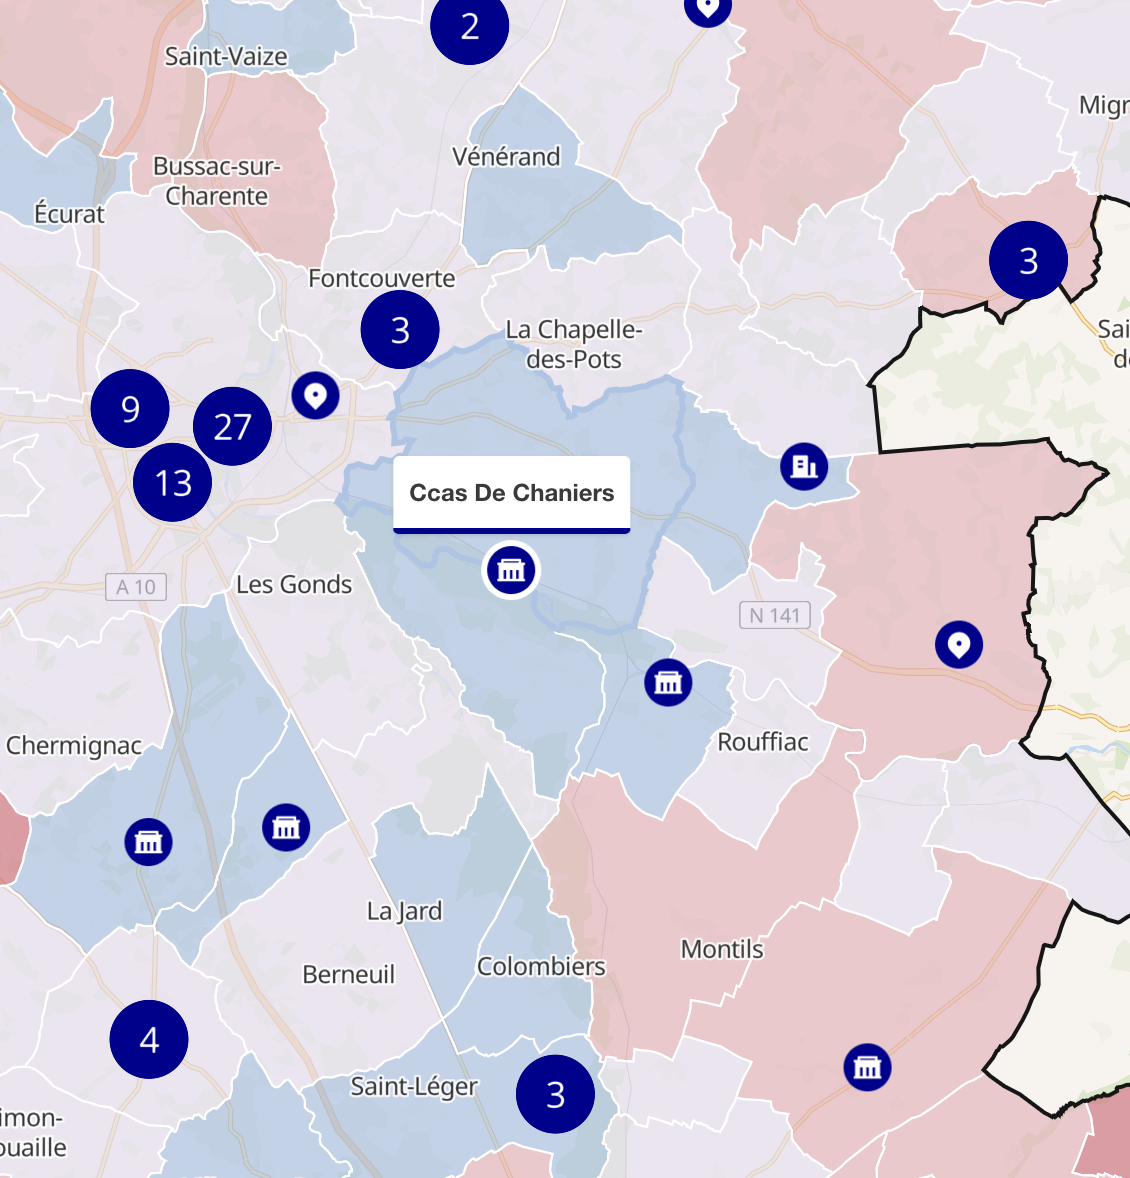 2
Saint-Vaize
Migr
Vénérand
Bussac-sur-
Charente
Écurat
3
Fontcouverte
3
La Chapelle-
des-Pots
Sai
de
9
27
13
Ccas De Chaniers
A 10
Les Gonds
N 141
Chermignac
Rouffiac
La Jard
Montils
Berneuil
Colombiers
4
Saint-Léger
3
imon-
ouaille